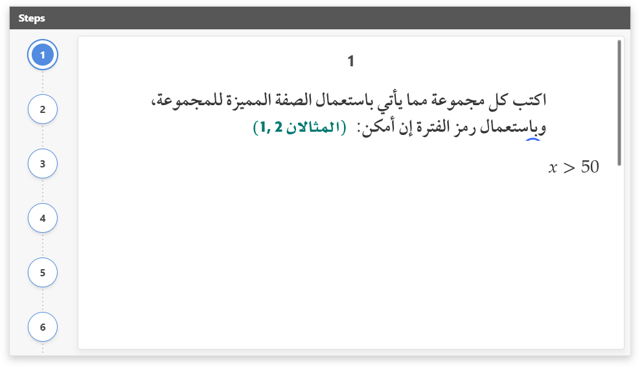 Steps
1
2
3
4
5
6
1
اكتب كل مجموعة مما يأتي باستعمال الصفة المميزة للمجموعة،
وباستعمال رمز الفترة إن أمكن: (المثالان 2 ,1)
x > 50